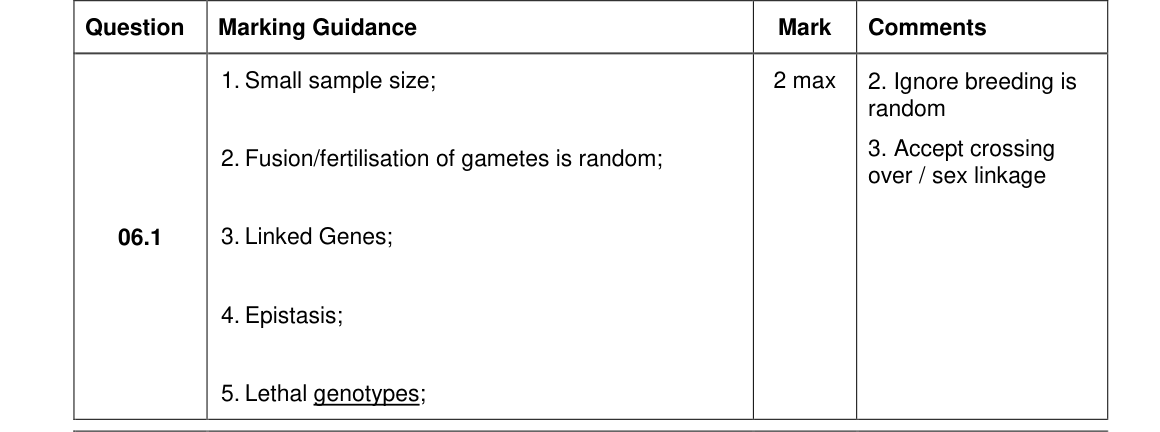 Question Marking Guidance Mark Comments
1. Small sample size; 2 max 2. Ignore breeding is
random
3. Accept crossing
2. Fusion/fertilisation of gametes is random;
over / sex linkage
06.1 3. Linked Genes;
4. Epistasis;
5. Lethal genotypes;